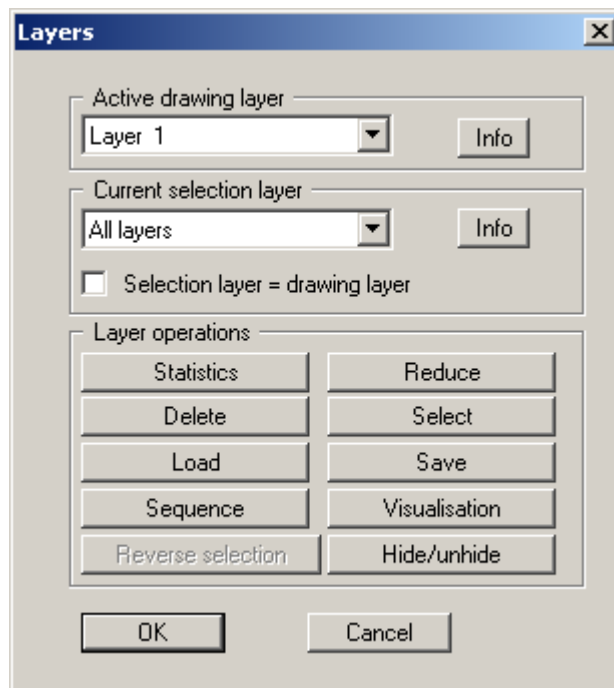 Layers
Active drawing layer
Layer 1
Info
Current selection layer
All layers
Info
Selection layer = drawing layer
Layer operations
Statistics
Reduce
Delete
Select
Load
Save
Sequence
Visualisation
Reverse selection
Hide/unhide
OK
Cancel